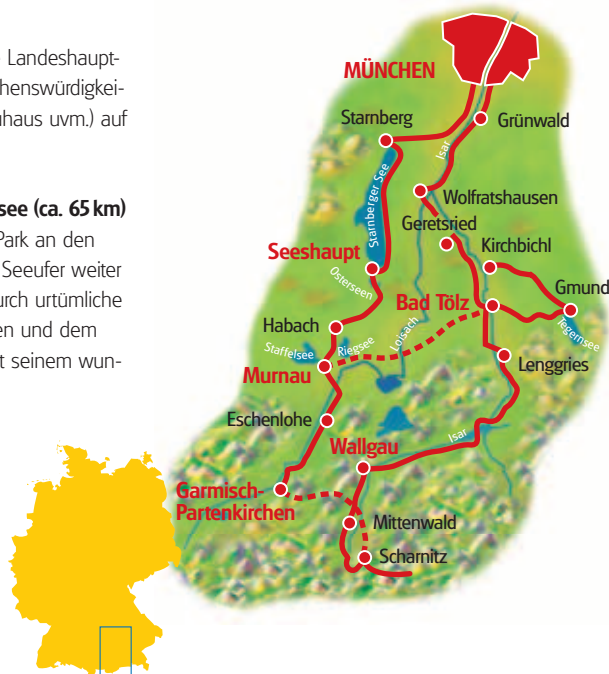 Landeshaupt-
henswürdigkei-
uhaus uvm.) auf
see (ca. 65 km)
Park an den
Seeufer weiter
urch urtümliche
en und dem
t seinem wun-
MÜNCHEN
Starnberg
Grünwald
Isar
Starnberger See
Wolfratshausen
Geretsried
Kirchbichl
Seeshaupt
Osterseen
Bad Tölz
Gmund
Tegernsee
Habach
Staffelsee
Riegsee
Loisach
Murnau
Lenggries
Eschenlohe
Wallgau
Isar
Garmisch-
Partenkirchen
Mittenwald
Scharnitz